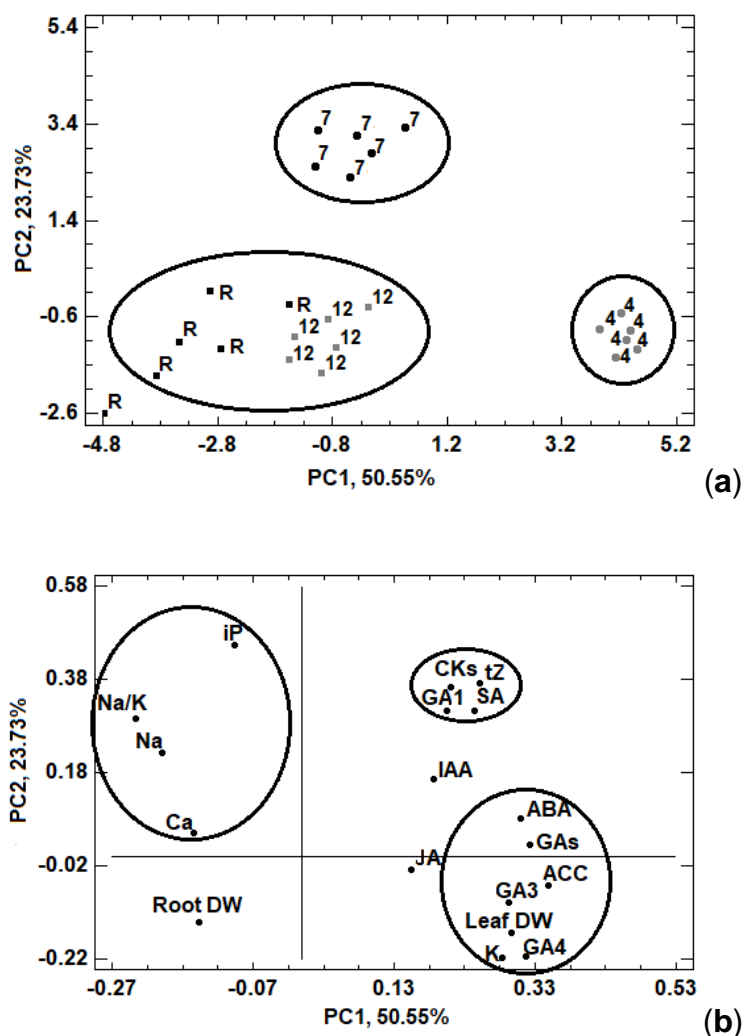 5.4
3.4
1.4
-0.6
-2.6
PC2, 23.73%
7
7
7
7
7
7
R
R
R
R
R
R
12
12
12
12
12
12
4
4
4
4
4
4
-4.8 -2.8 -0.8 1.2 3.2 5.2
PC1, 50.55%
(a)
0.58
0.38
0.18
-0.02
-0.22
PC2, 23.73%
iP
Na/K
Na
Ca
Root DW
CKs tZ
GA1 SA
IAA
JA
ABA
GAs
ACC
GA3
Leaf DW
K GA4
-0.27 -0.07 0.13 0.33 0.53
PC1, 50.55%
(b)